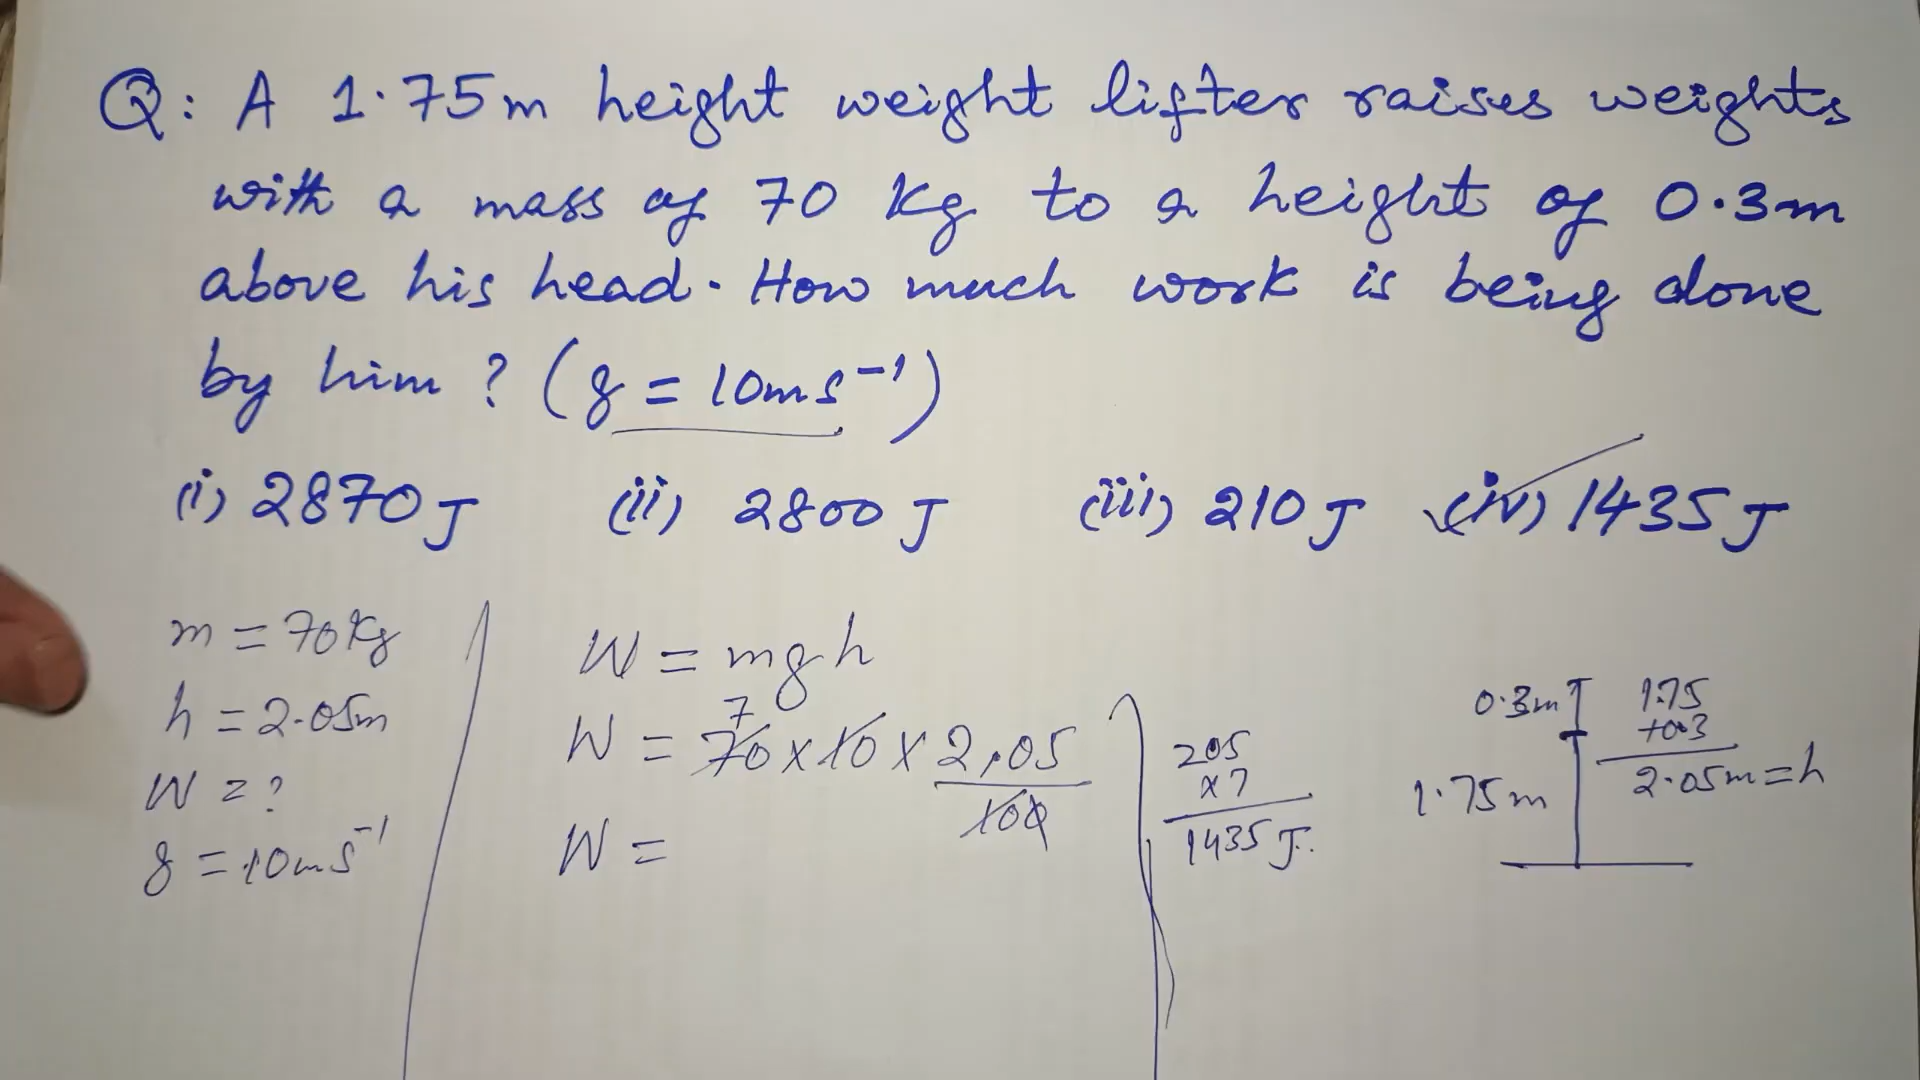 Q: A 1.75m height weight lifter raises weights
with a mass of 70 Kg to a height of 0.3m
above his head. How much work is being done
by him? (g = 10ms⁻¹)
(i) 2870 J (ii) 2800 J (iii) 210 J (iv) 1435 J
m = 70 Kg
h = 2.05m
W = ?
g = 10ms⁻¹
W = mgh
7
W = 70 x 10 x 2.05
100
W =
205
x7
1435 J.
0.3m
1.75m
1.75
+0.3
2.05m = h